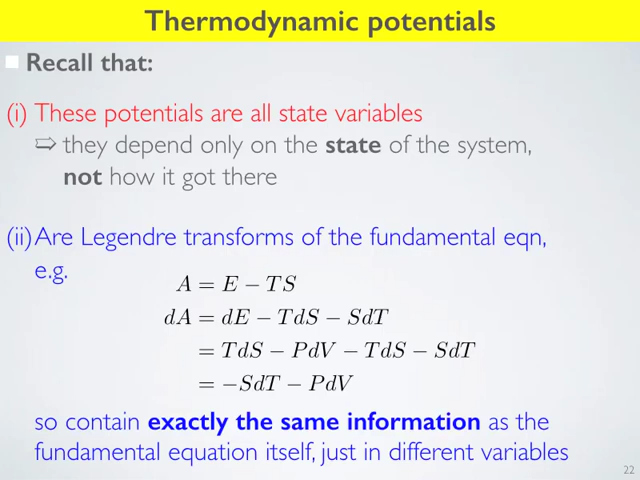 Thermodynamic potentials
Recall that:
(i) These potentials are all state variables
⇨ they depend only on the state of the system,
not how it got there
(ii) Are Legendre transforms of the fundamental eqn,
e.g.
A = E − TS
dA = dE − TdS − SdT
= TdS − PdV − TdS − SdT
= −SdT − PdV
so contain exactly the same information as the
fundamental equation itself, just in different variables
22